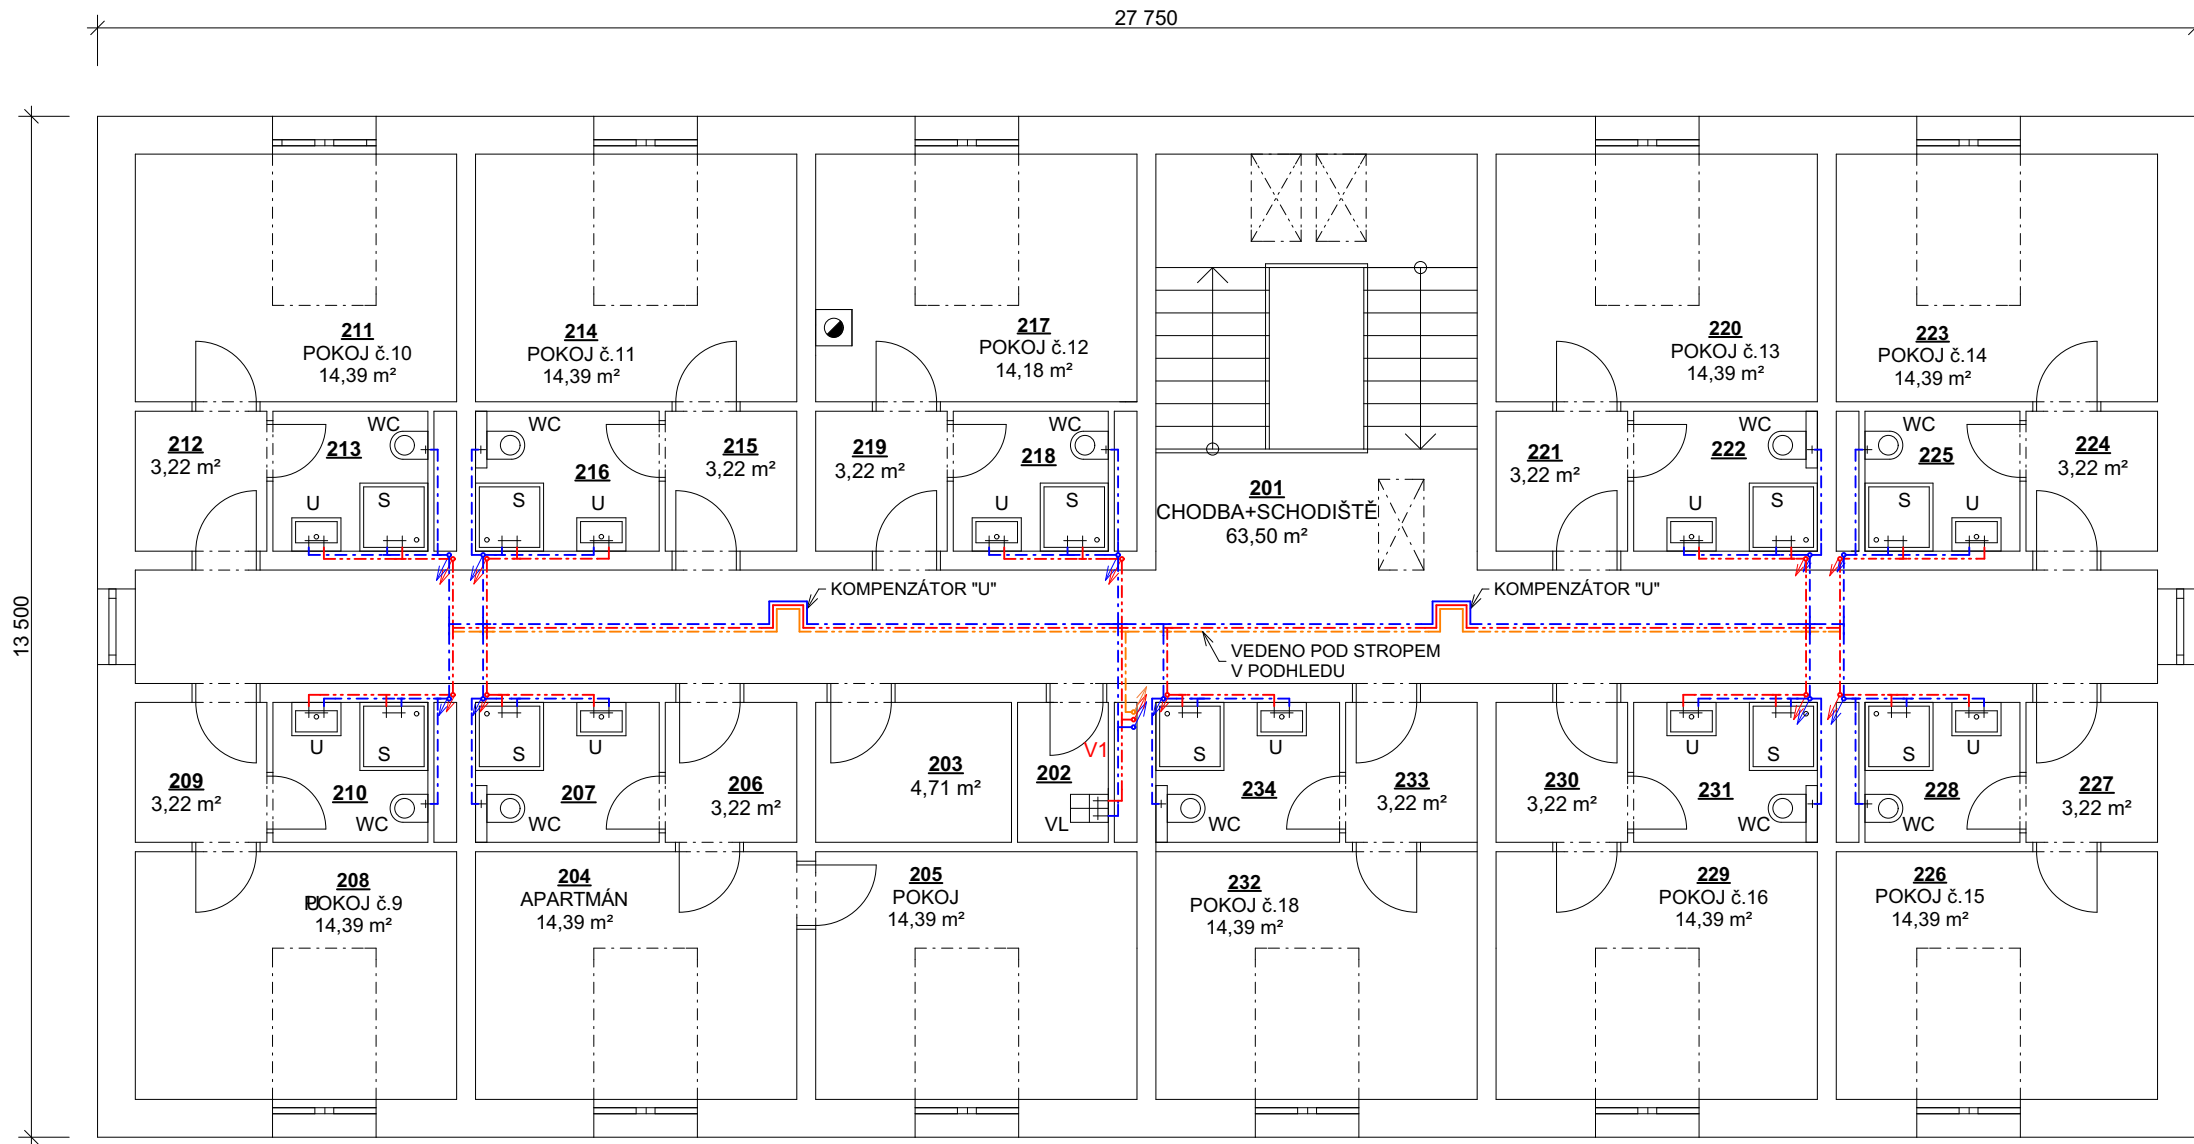 27 750
13 500
211
POKOJ č.10
14,39 m²
214
POKOJ č.11
14,39 m²
217
POKOJ č.12
14,18 m²
220
POKOJ č.13
14,39 m²
223
POKOJ č.14
14,39 m²
212
3,22 m²
WC
213
U
S
WC
216
S
U
215
3,22 m²
219
3,22 m²
WC
218
U
S
201
CHODBA+SCHODIŠTĚ
63,50 m²
221
3,22 m²
WC
222
U
S
WC
225
S
U
224
3,22 m²
KOMPENZÁTOR "U"
KOMPENZÁTOR "U"
VEDENO POD STROPEM
V PODHLEDU
209
3,22 m²
U
S
210
WC
S
U
207
WC
206
3,22 m²
203
4,71 m²
V1
202
VL
S
U
234
WC
233
3,22 m²
230
3,22 m²
U
S
231
WC
S
U
228
WC
227
3,22 m²
208
U
POKOJ č.9
14,39 m²
204
APARTMÁN
14,39 m²
205
POKOJ
14,39 m²
232
POKOJ č.18
14,39 m²
229
POKOJ č.16
14,39 m²
226
POKOJ č.15
14,39 m²